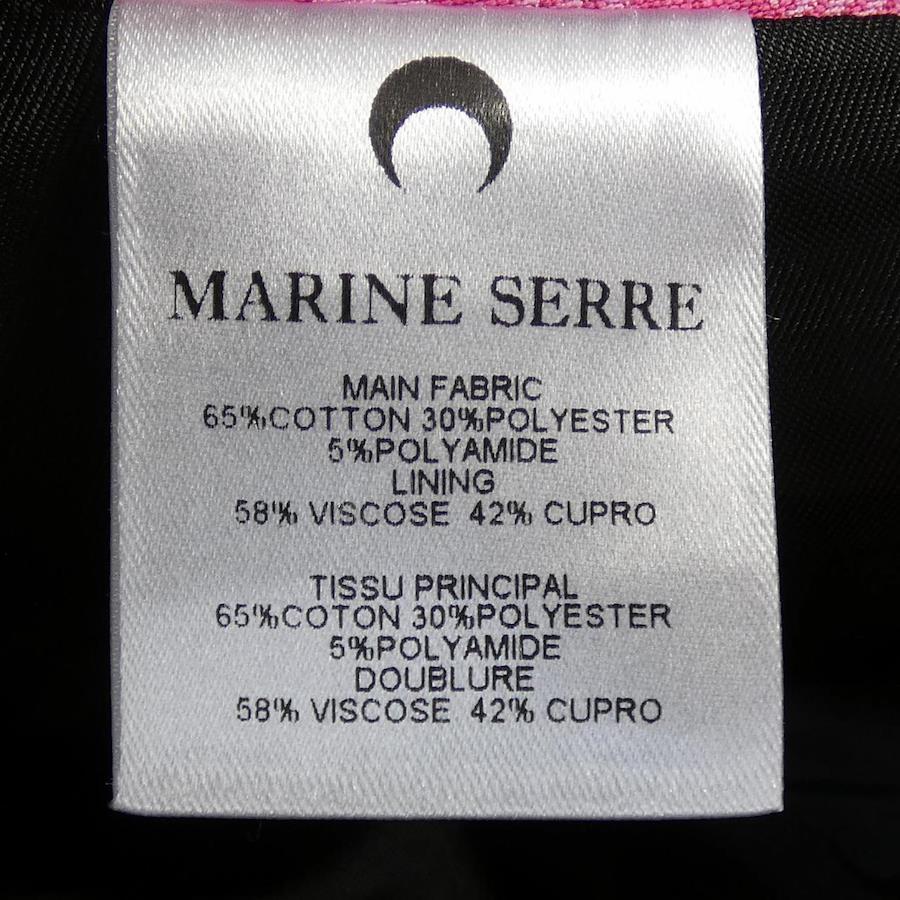 MARINE SERRE
MAIN FABRIC
65%COTTON 30%POLYESTER
5%POLYAMIDE
LINING
58% VISCOSE 42% CUPRO
TISSU PRINCIPAL
65%COTON 30%POLYESTER
5%POLYAMIDE
DOUBLURE
58% VISCOSE 42% CUPRO